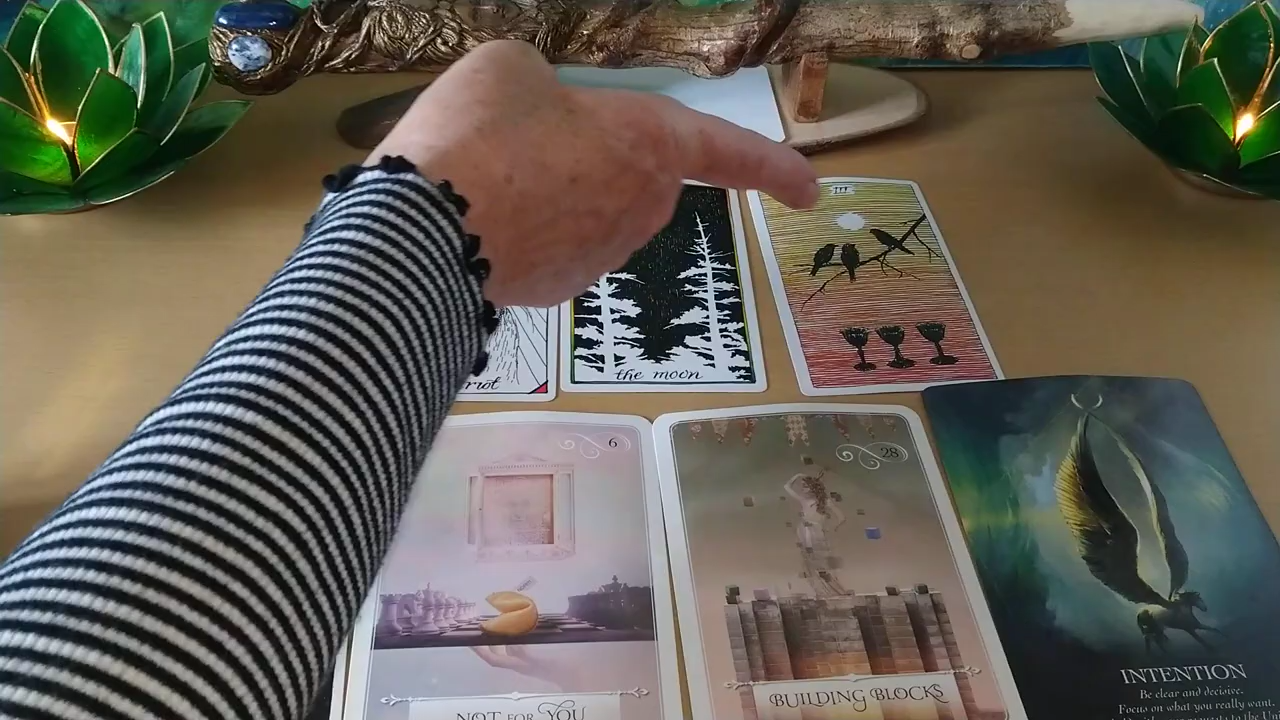 III
the moon
6
NOT FOR YOU
28
BUILDING BLOCKS
INTENTION
Be clear and decisive.
Focus on what you really want.